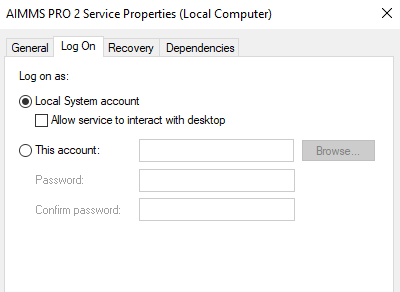 AIMMS PRO 2 Service Properties (Local Computer)
General Log On Recovery Dependencies
Log on as:
Local System account
Allow service to interact with desktop
This account: Browse...
Password:
Confirm password: